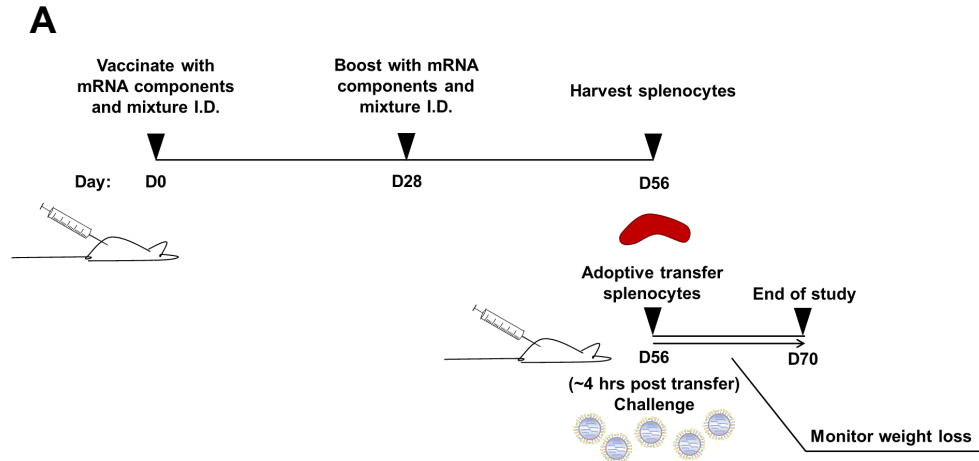 A
Vaccinate with
mRNA components
and mixture I.D.
Boost with mRNA
components and
mixture I.D.
Harvest splenocytes
Day:
D0
D28
D56
Adoptive transfer
splenocytes
End of study
D56
D70
(~4 hrs post transfer)
Challenge
Monitor weight loss